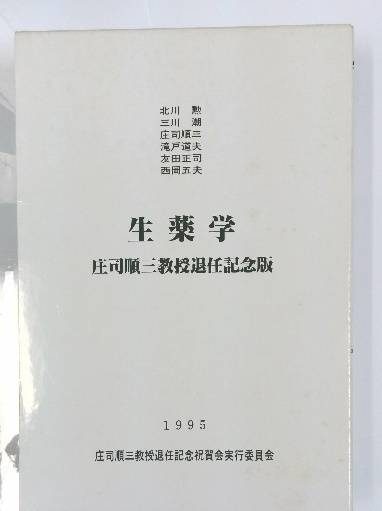 北川　勲
三川　潮
庄司順三
滝戸道夫
友田正司
西岡五夫
生薬学
庄司順三教授退任記念版
1995
庄司順三教授退任記念祝賀会実行委員会